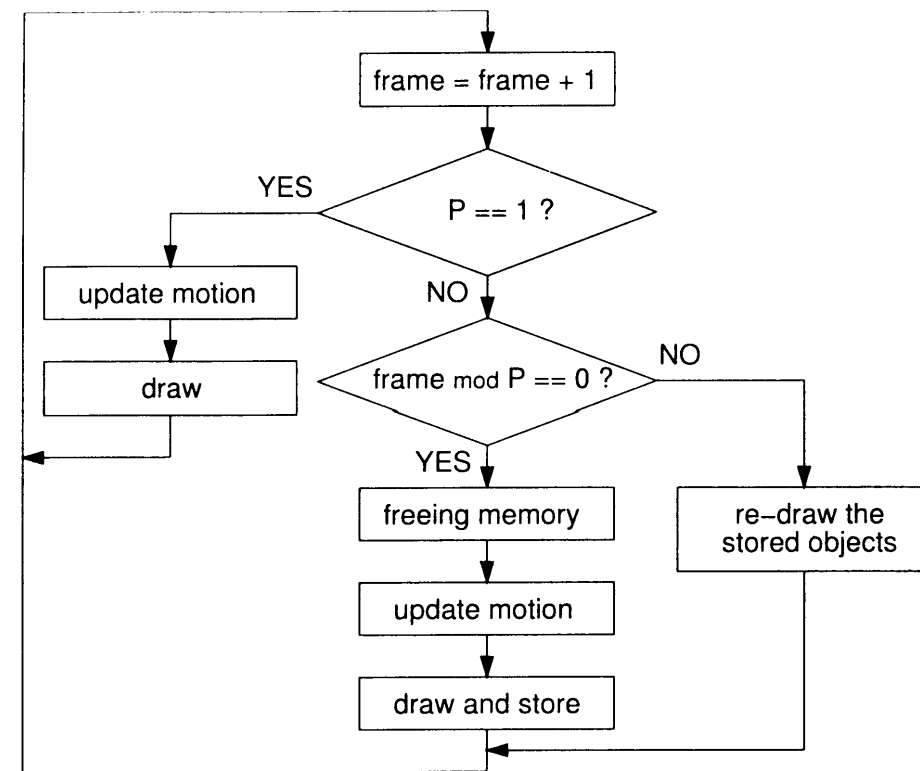 frame = frame + 1
P == 1 ?
YES
update motion
draw
NO
frame mod P == 0 ?
NO
YES
freeing memory
update motion
draw and store
re–draw the
stored objects